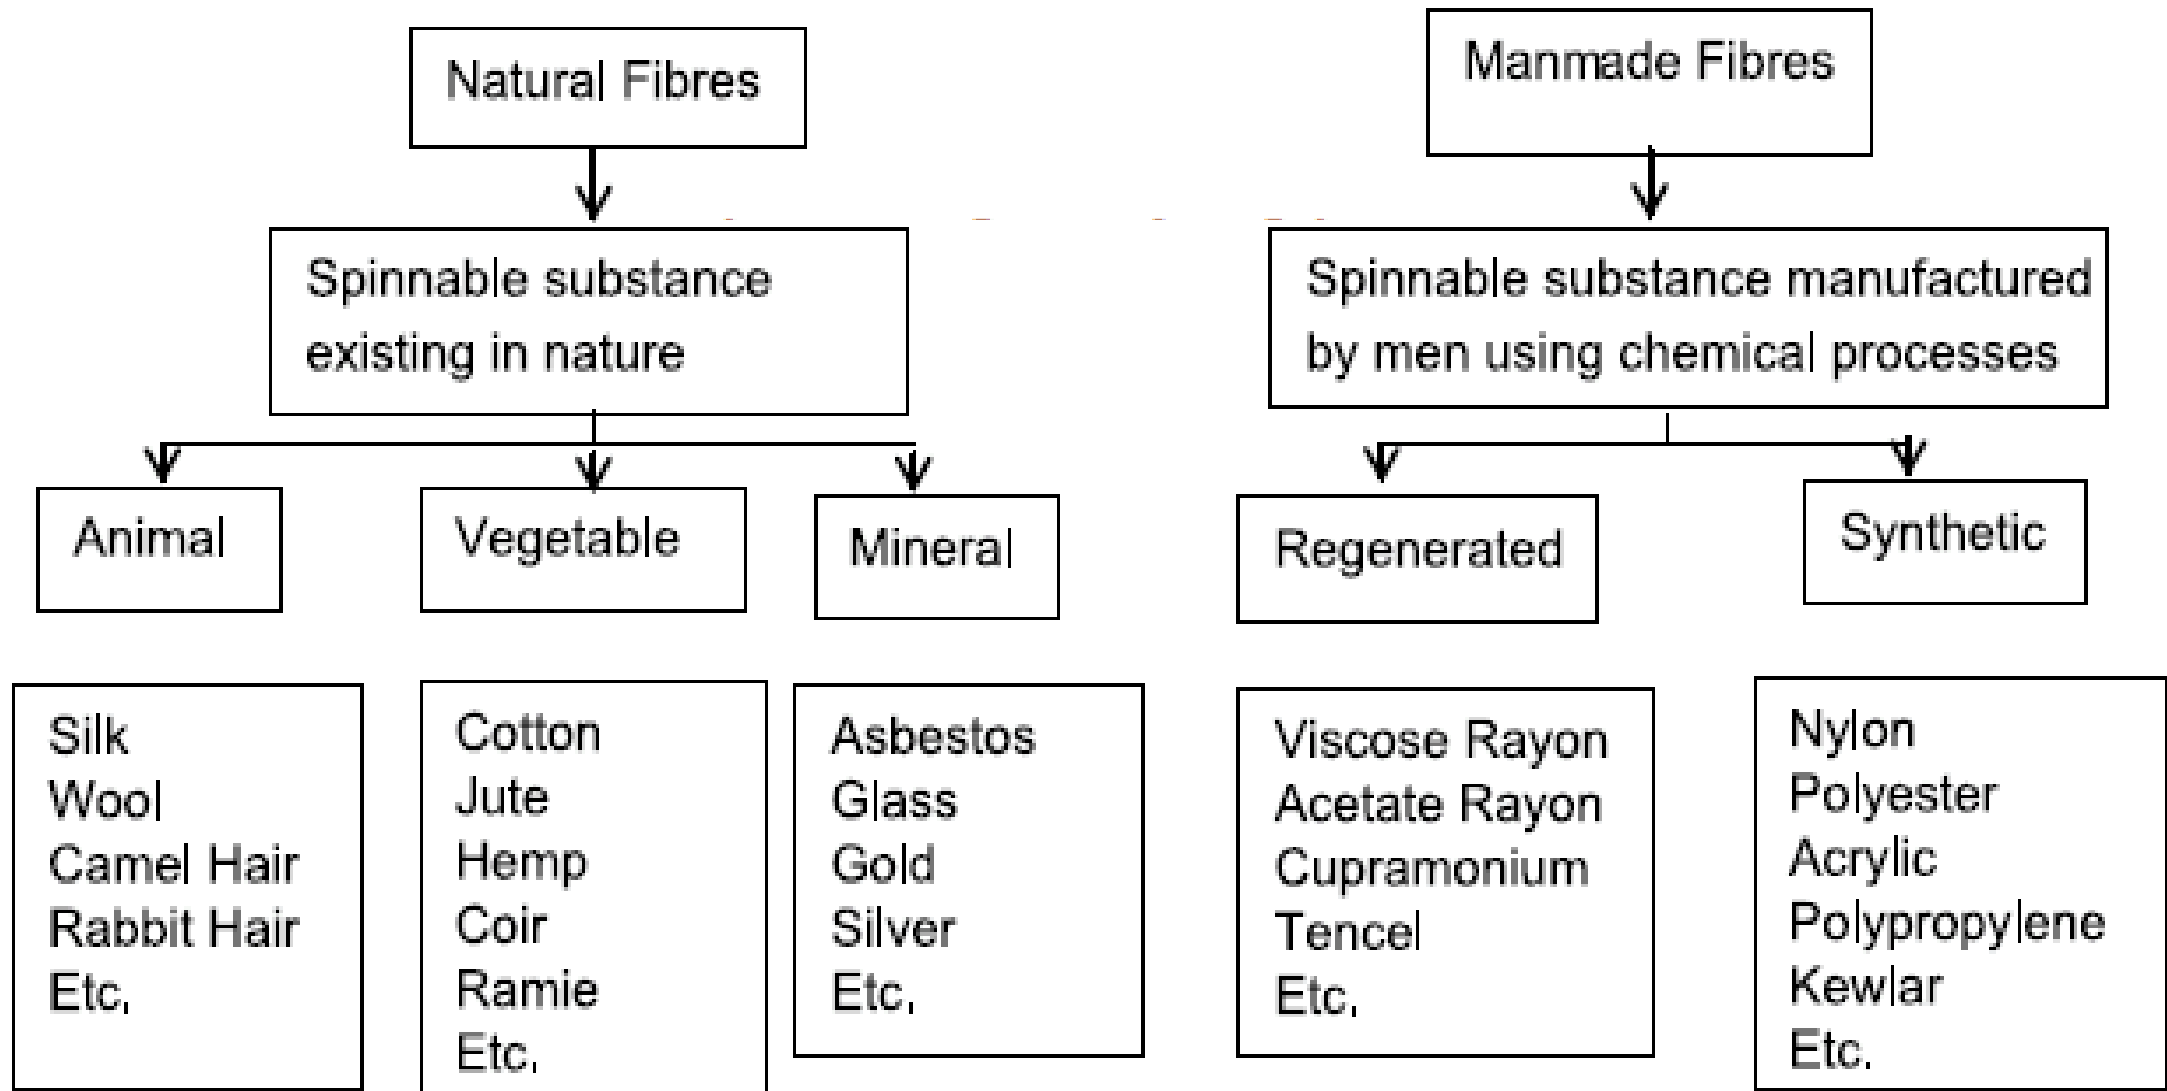 Natural Fibres
Manmade Fibres
Spinnable substance
existing in nature
Spinnable substance manufactured
by men using chemical processes
Animal
Vegetable
Mineral
Regenerated
Synthetic
Silk
Wool
Camel Hair
Rabbit Hair
Etc.
Cotton
Jute
Hemp
Coir
Ramie
Etc.
Asbestos
Glass
Gold
Silver
Etc.
Viscose Rayon
Acetate Rayon
Cupramonium
Tencel
Etc.
Nylon
Polyester
Acrylic
Polypropylene
Kewlar
Etc.